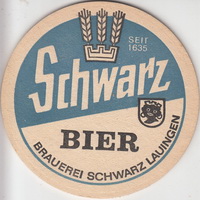 SEIT
1635
Schwarz
BIER
BRAUEREI SCHWARZ LAUINGEN